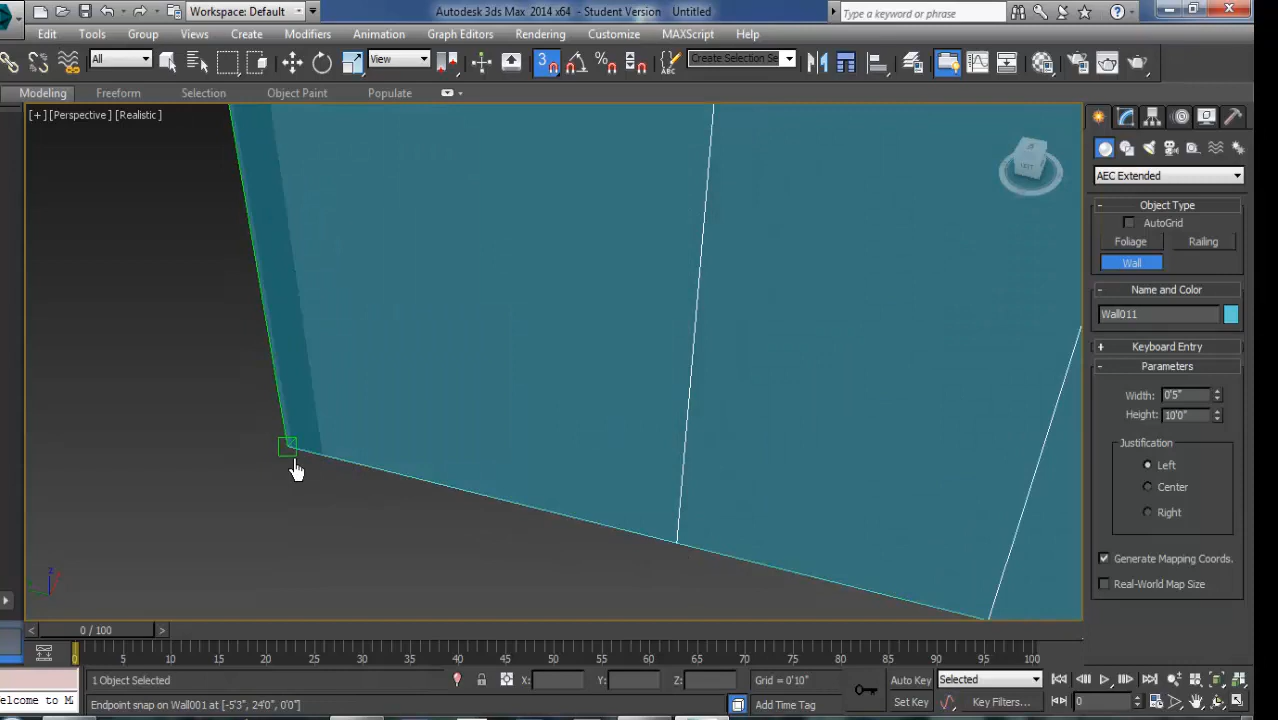 Workspace: Default
Autodesk 3ds Max 2014 x64 - Student Version Untitled
Type a keyword or phrase
Edit Tools Group Views Create Modifiers Animation Graph Editors Rendering Customize MAXScript Help
All
View
3
Create Selection Se
ABC
Modeling Freeform Selection Object Paint Populate
[ + ] [Perspective ] [Realistic ]
AEC Extended
- Object Type
AutoGrid
Foliage Railing
Wall
- Name and Color
Wall011
+ Keyboard Entry
- Parameters
Width: 0'5"
Height: 10'0"
Justification
Left
Center
Right
Generate Mapping Coords.
Real-World Map Size
0 / 100
0 5 10 15 20 25 30 35 40 45 50 55 60 65 70 75 80 85 90 95 100
1 Object Selected
X: Y: Z:
Grid = 0'10"
Auto Key Selected
elcome to M
Endpoint snap on Wall001 at [-5'3", 24'0", 0'0"]
Add Time Tag
Set Key Key Filters... 0